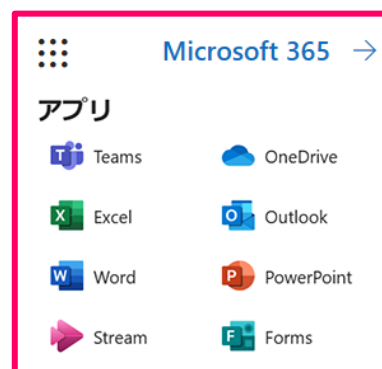 Microsoft 365 →
アプリ
Teams OneDrive
Excel Outlook
Word PowerPoint
Stream Forms